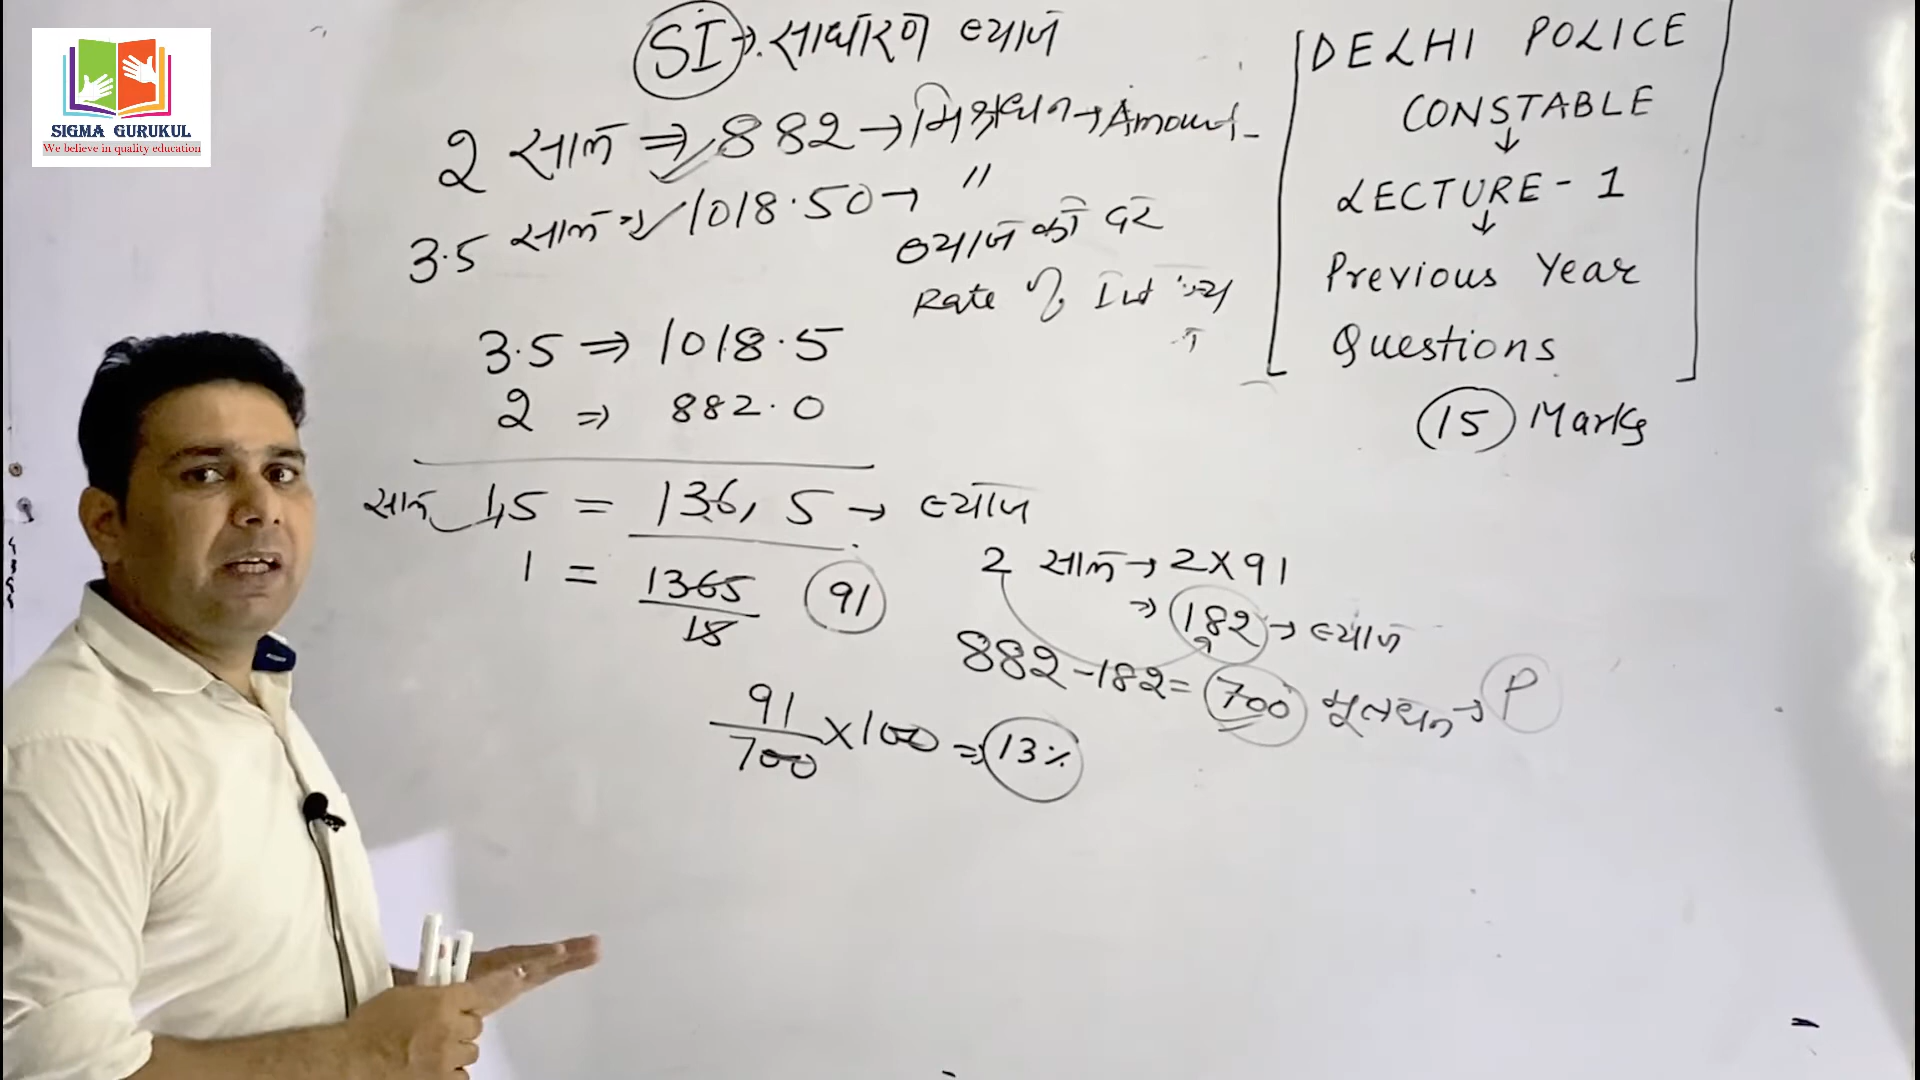 SIGMA GURUKUL
We believe in quality education
SI → साधारण ब्याज
2 साल ⇒ 882 → मिश्रधन → Amount
3.5 साल ⇒ 1018.50 → "
ब्याज की दर
Rate of Int
3.5 ⇒ 1018.5
2 ⇒ 882.0
साल 1.5 = 136.5 → ब्याज
1 = 1365/15 91
2 साल → 2×91
⇒ 182 → ब्याज
882-182= 700 मूलधन → P
91/700 ×100 ⇒ 13%
DELHI POLICE
CONSTABLE
↓
LECTURE - 1
↓
Previous Year
Questions
15 Marks